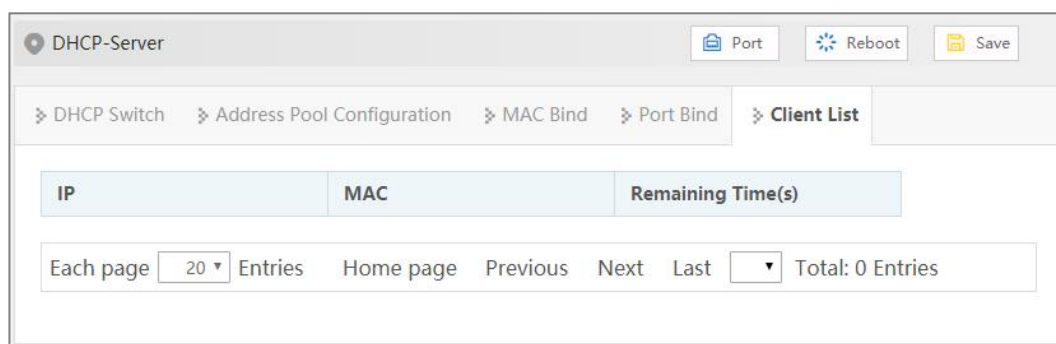 DHCP-Server Port Reboot Save
DHCP Switch Address Pool Configuration MAC Bind Port Bind Client List
IP MAC Remaining Time(s)
Each page 20 Entries Home page Previous Next Last Total: 0 Entries